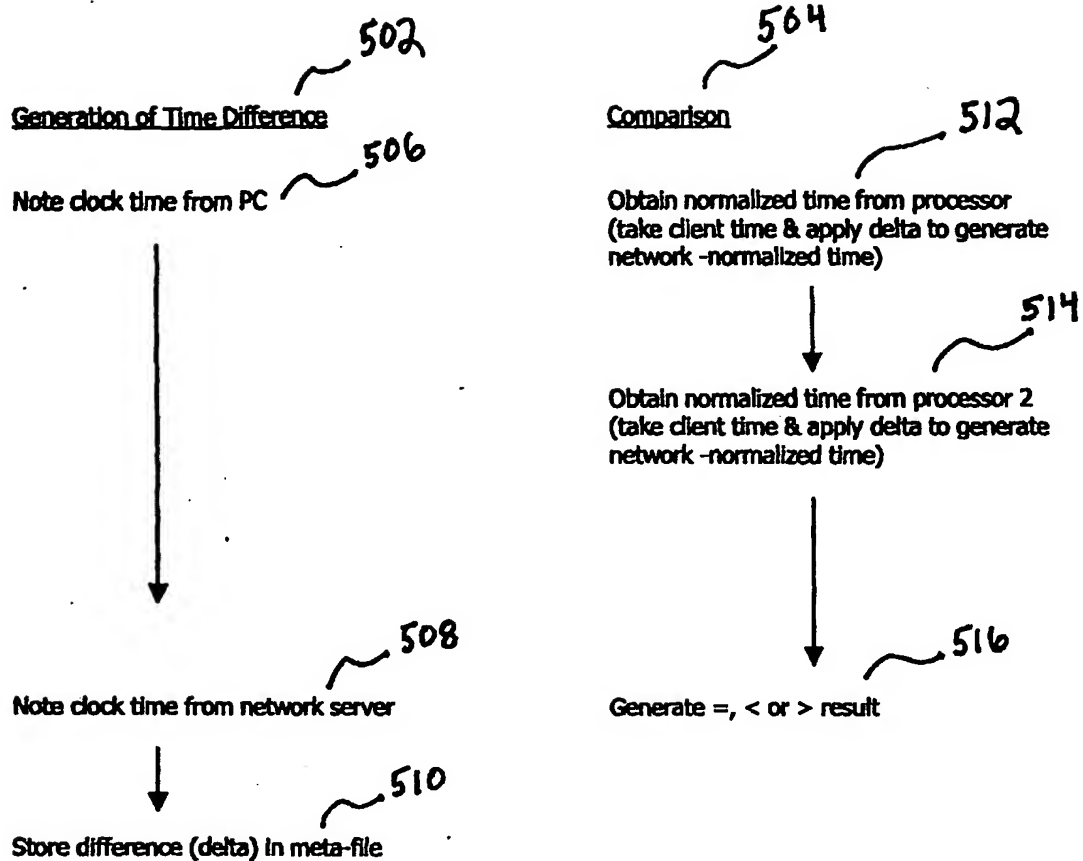 502
Generation of Time Difference
506
Note clock time from PC
508
Note clock time from network server
510
Store difference (delta) in meta-file
504
Comparison
512
Obtain normalized time from processor
(take client time & apply delta to generate
network -normalized time)
514
Obtain normalized time from processor 2
(take client time & apply delta to generate
network -normalized time)
516
Generate =, < or > result